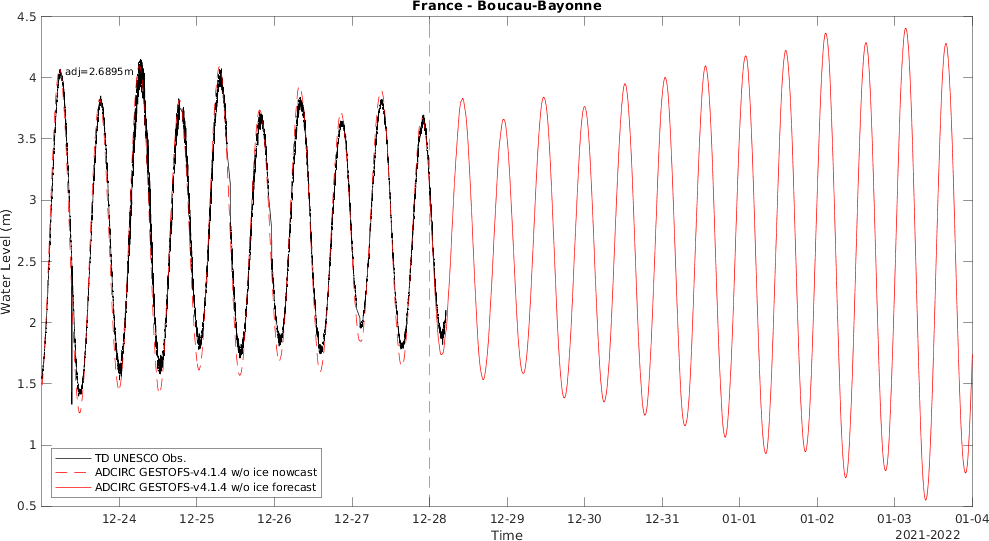 France - Boucau-Bayonne
adj=2.6895m
Water Level (m)
4.5
4
3.5
3
2.5
2
1.5
1
0.5
TD UNESCO Obs.
ADCIRC GESTOFS-v4.1.4 w/o ice nowcast
ADCIRC GESTOFS-v4.1.4 w/o ice forecast
12-24 12-25 12-26 12-27 12-28 12-29 12-30 12-31 01-01 01-02 01-03 01-04
Time
2021-2022